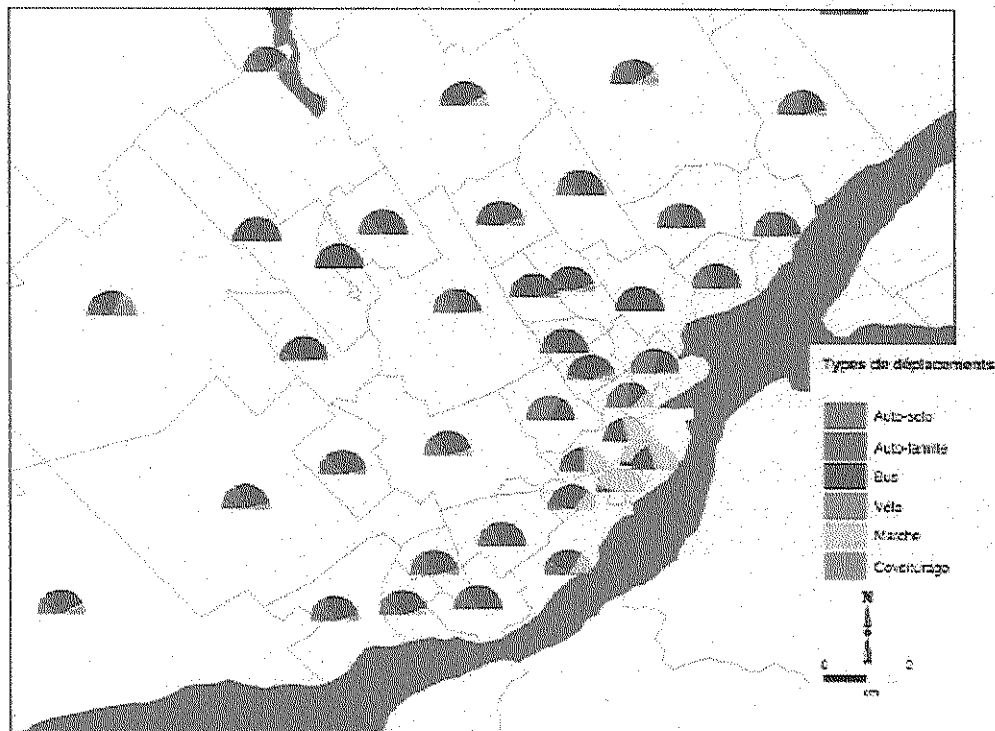 Types de déplacements
Auto-solo
Auto-famille
Bus
Vélo
Marche
Covoiturage
N
0
km